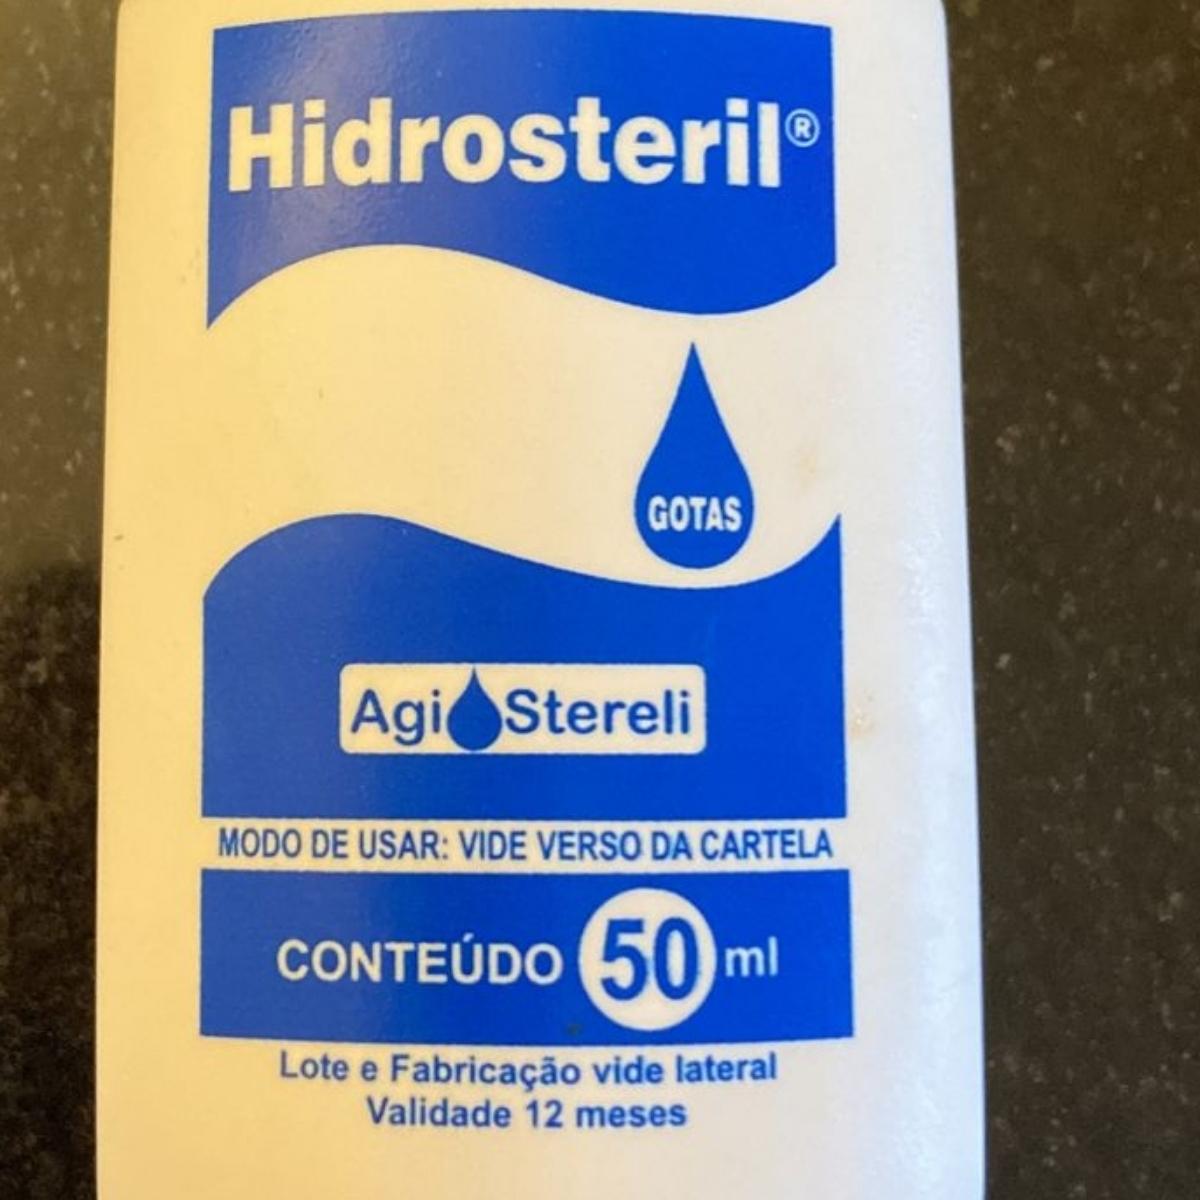 Hidrosteril®
GOTAS
Agi Stereli
MODO DE USAR: VIDE VERSO DA CARTELA
CONTEÚDO 50 ml
Lote e Fabricação vide lateral
Validade 12 meses